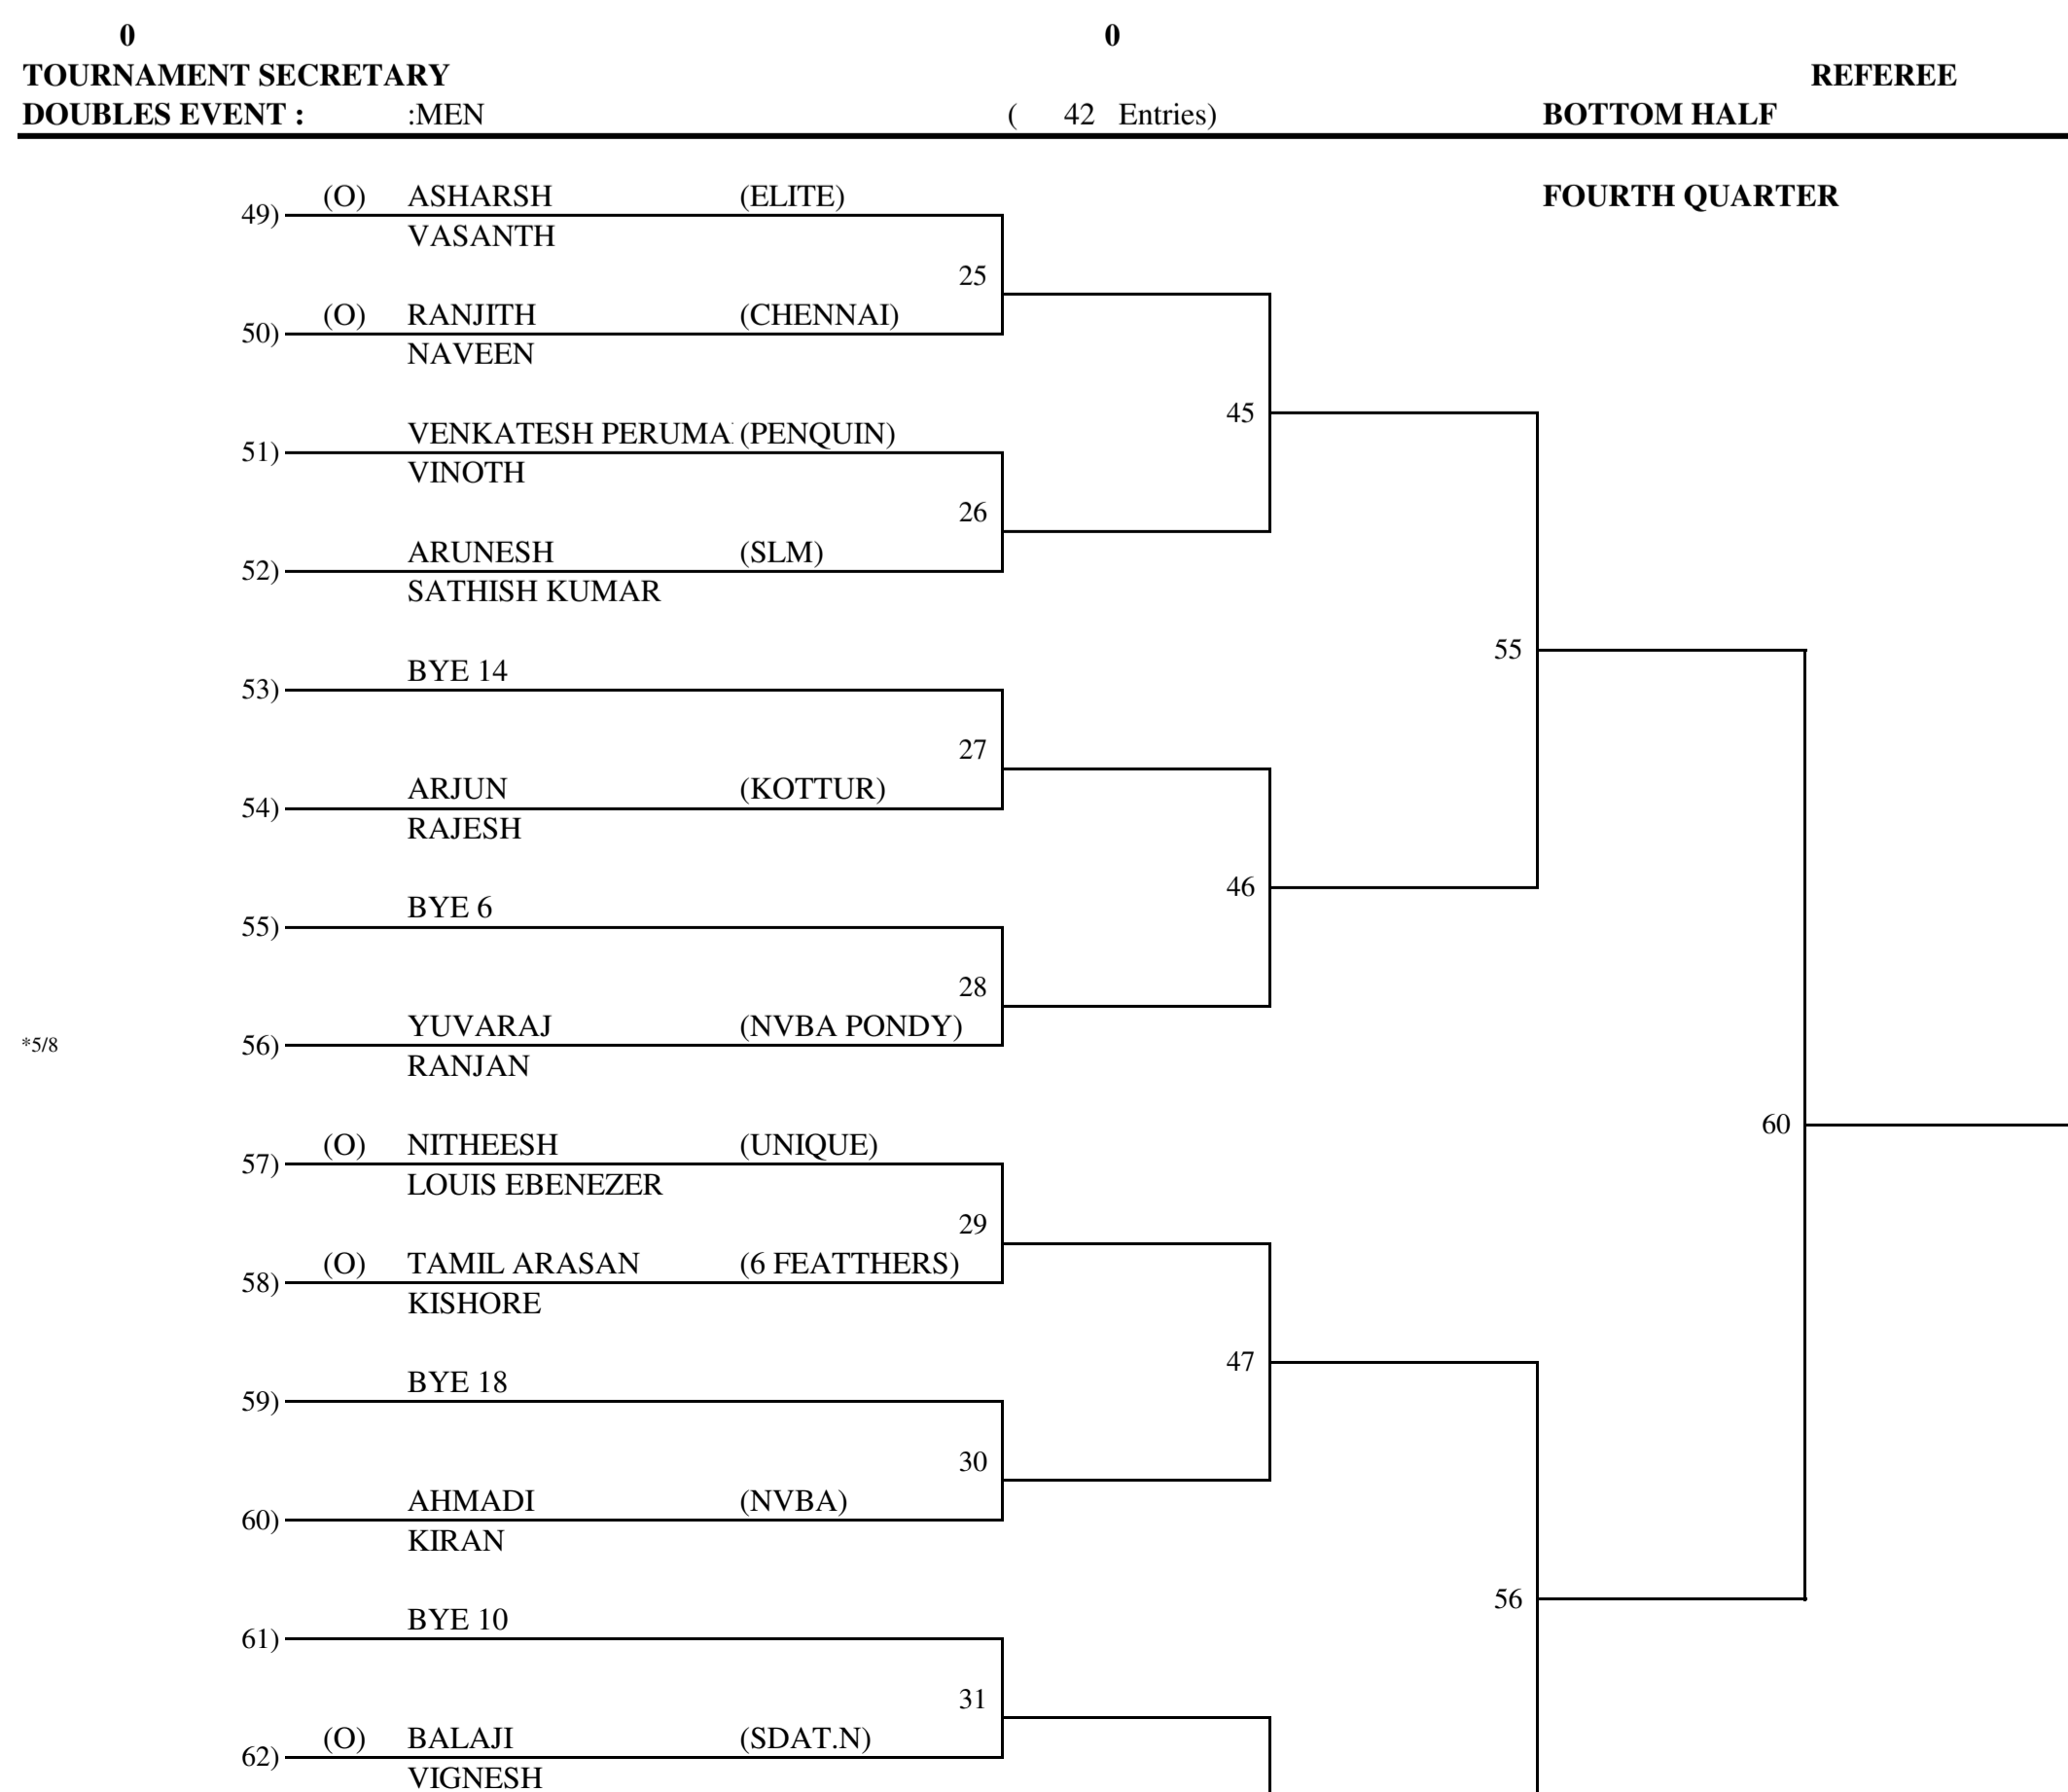 0 0
TOURNAMENT SECRETARY REFEREE
DOUBLES EVENT : :MEN ( 42 Entries) BOTTOM HALF
(O) ASHARSH (ELITE) FOURTH QUARTER
49)
VASANTH
25
(O) RANJITH (CHENNAI)
50)
NAVEEN
45
VENKATESH PERUMA (PENQUIN)
51)
VINOTH
26
ARUNESH (SLM)
52)
SATHISH KUMAR
55
BYE 14
53)
27
ARJUN (KOTTUR)
54)
RAJESH
46
BYE 6
55)
28
YUVARAJ (NVBA PONDY)
*5/8 56)
RANJAN
60
(O) NITHEESH (UNIQUE)
57)
LOUIS EBENEZER
29
(O) TAMIL ARASAN (6 FEATTHERS)
58)
KISHORE
47
BYE 18
59)
30
AHMADI (NVBA)
60)
KIRAN
56
BYE 10
61)
31
(O) BALAJI (SDAT.N)
62)
VIGNESH